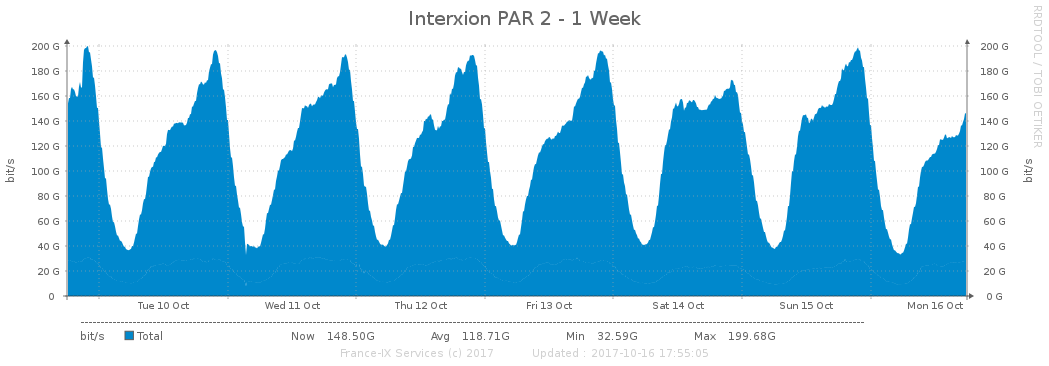 Interxion PAR 2 - 1 Week
RRDTOOL / TOBI OETIKER
200 G 200 G
180 G 180 G
160 G 160 G
140 G 140 G
120 G 120 G
100 G 100 G
80 G 80 G
60 G 60 G
40 G 40 G
20 G 20 G
0 0 G
bit/s bit/s
Tue 10 Oct Wed 11 Oct Thu 12 Oct Fri 13 Oct Sat 14 Oct Sun 15 Oct Mon 16 Oct
bit/s Total Now 148.50G Avg 118.71G Min 32.59G Max 199.68G
France-IX Services (c) 2017 Updated : 2017-10-16 17:55:05